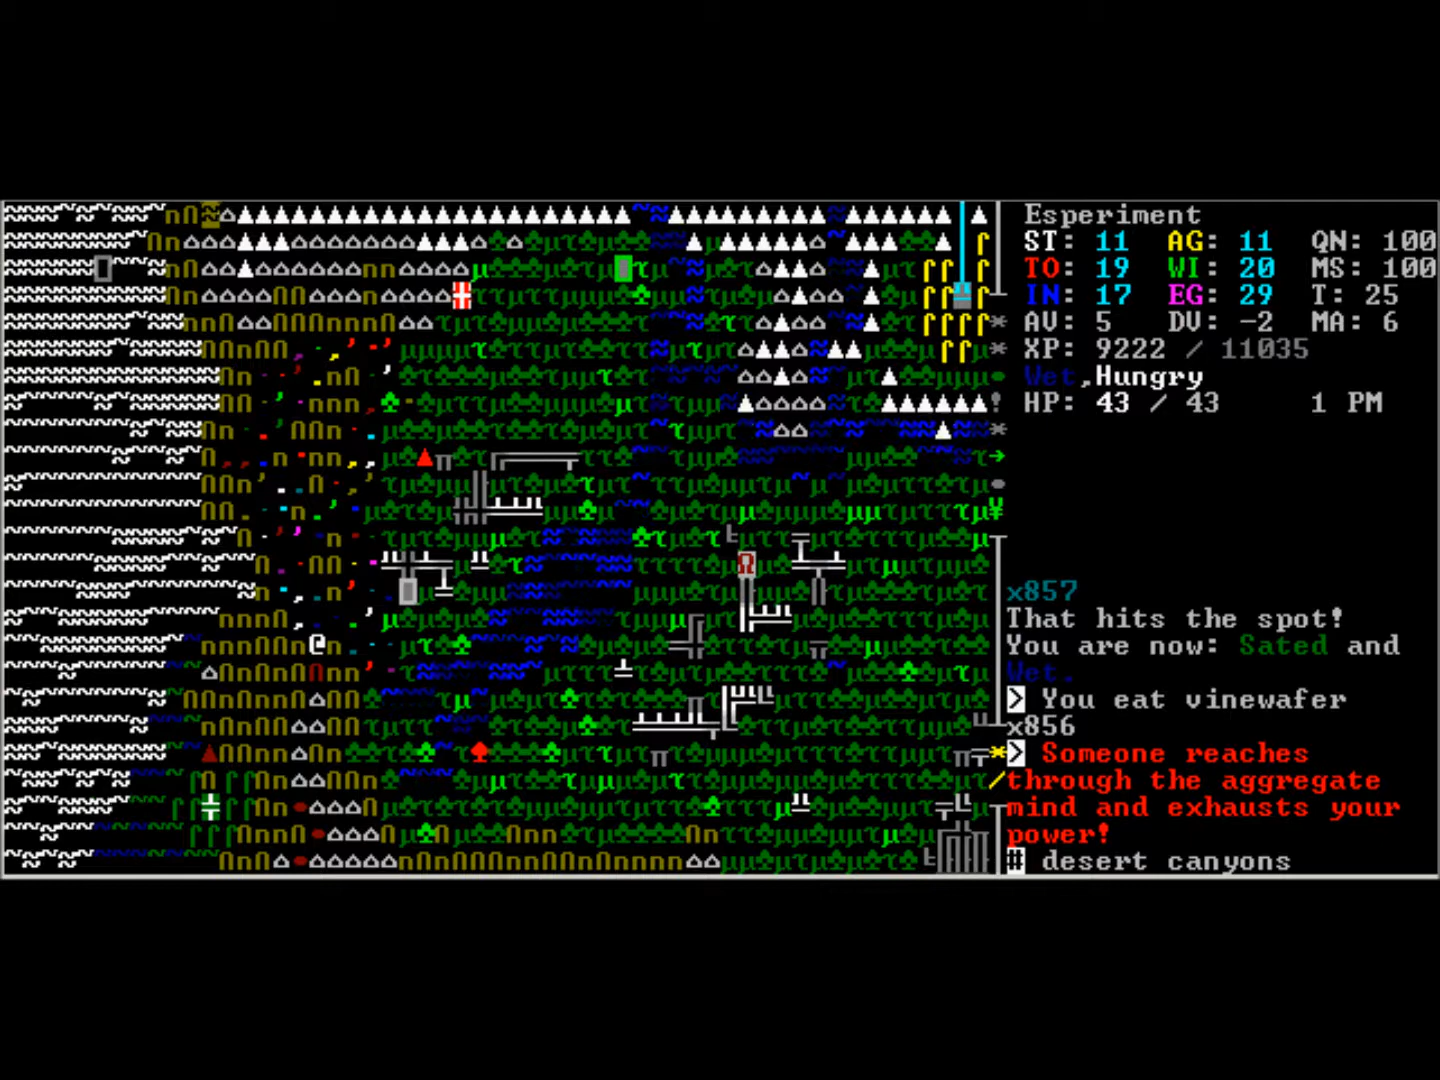 Esperiment
ST: 11 AG: 11 QN: 100
TO: 19 WI: 20 MS: 100
IN: 17 EG: 29 T: 25
AV: 5 DV: -2 MA: 6
XP: 9222 / 11035
Wet,Hungry
HP: 43 / 43 1 PM
x857
That hits the spot!
You are now: Sated and
Wet.
> You eat vinewafer
x856
> Someone reaches
through the aggregate
mind and exhausts your
power!
desert canyons